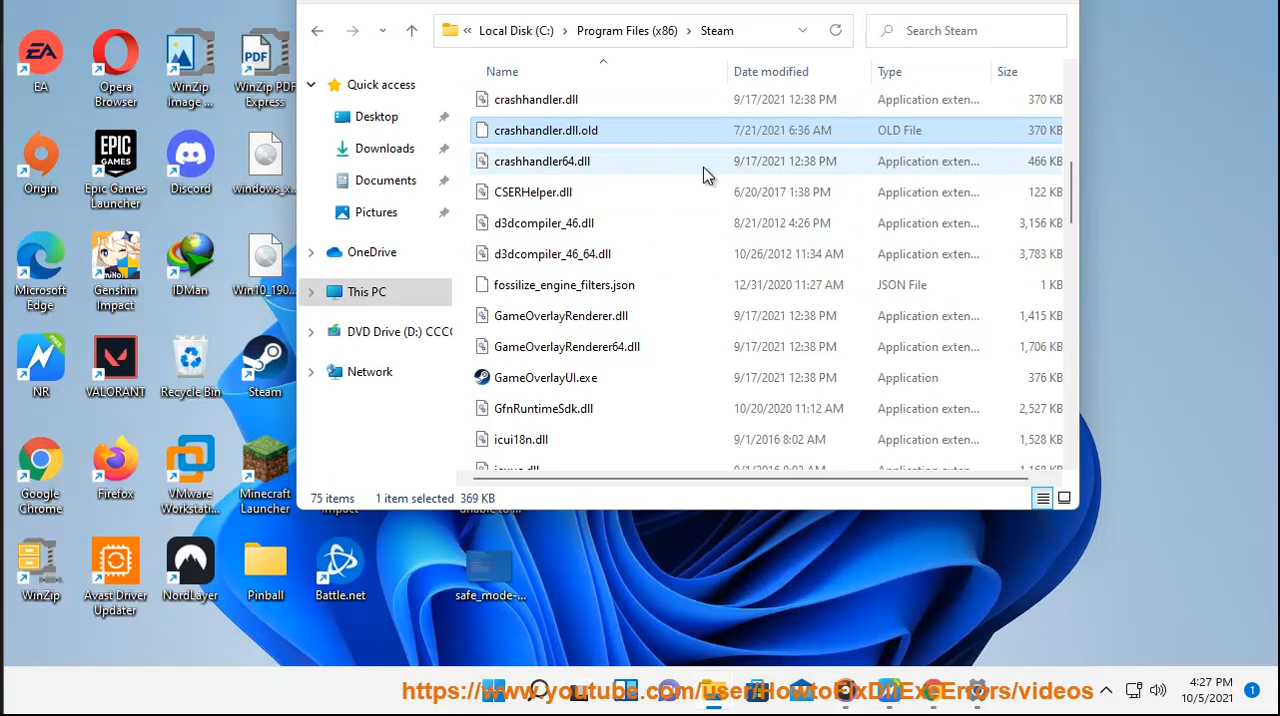 « Local Disk (C:) > Program Files (x86) > Steam
Search Steam
Name Date modified Type Size
Quick access
Desktop
Downloads
Documents
Pictures
OneDrive
This PC
DVD Drive (D:) CCC
Network
crashhandler.dll 9/17/2021 12:38 PM Application exten... 370 KB
crashhandler.dll.old 7/21/2021 6:36 AM OLD File 370 KB
crashhandler64.dll 9/17/2021 12:38 PM Application exten... 466 KB
CSERHelper.dll 6/20/2017 1:38 PM Application exten... 122 KB
d3dcompiler_46.dll 8/21/2012 4:26 PM Application exten... 3,156 KB
d3dcompiler_46_64.dll 10/26/2012 11:34 AM Application exten... 3,783 KB
fossilize_engine_filters.json 12/31/2020 11:27 AM JSON File 1 KB
GameOverlayRenderer.dll 9/17/2021 12:38 PM Application exten... 1,415 KB
GameOverlayRenderer64.dll 9/17/2021 12:38 PM Application exten... 1,706 KB
GameOverlayUI.exe 9/17/2021 12:38 PM Application 376 KB
GfnRuntimeSdk.dll 10/20/2020 11:12 AM Application exten... 2,527 KB
icui18n.dll 9/1/2016 8:02 AM Application exten... 1,528 KB
75 items 1 item selected 369 KB
EA
Opera
Browser
WinZip
Image ...
WinZip PDF
Express
PDF
Origin
EPIC
GAMES
Epic Games
Launcher
Discord
windows_x...
Microsoft
Edge
Genshin
Impact
IDMan
Win10_190...
FREE
NR
VALORANT
Recycle Bin
Steam
Google
Chrome
Firefox
VMware
Workstati...
Minecraft
Launcher
WinZip
Avast Driver
Updater
NordLayer
Pinball
Battle.net
safe_mode-...
https://www.youtube.com/user/HowtoFixDllExeErrors/videos
4:27 PM
10/5/2021
1